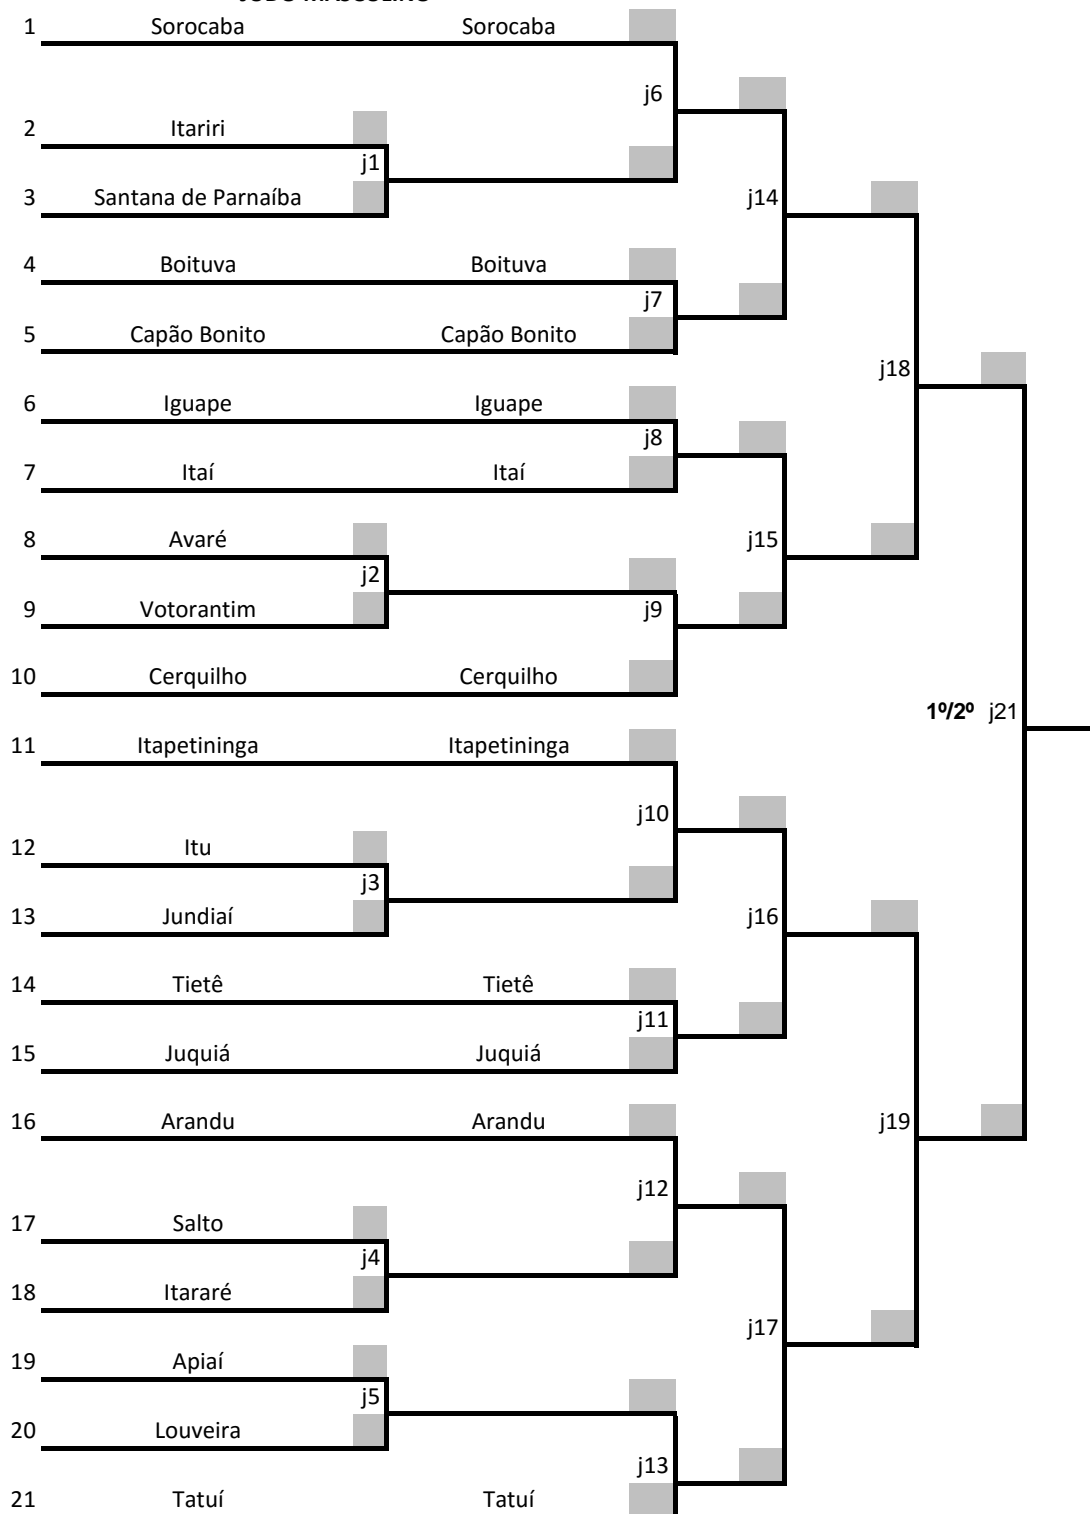 JUDÔ MASCULINO
1 Sorocaba Sorocaba
j6
2 Itariri
j1
3 Santana de Parnaíba
j14
4 Boituva Boituva
j7
5 Capão Bonito Capão Bonito
j18
6 Iguape Iguape
j8
7 Itaí Itaí
8 Avaré
j15
j2
9 Votorantim
j9
10 Cerquilho Cerquilho
1º/2º j21
11 Itapetininga Itapetininga
j10
12 Itu
j3
13 Jundiaí
j16
14 Tietê Tietê
j11
15 Juquiá Juquiá
16 Arandu Arandu
j19
j12
17 Salto
j4
18 Itararé
j17
19 Apiaí
j5
20 Louveira
j13
21 Tatuí Tatuí